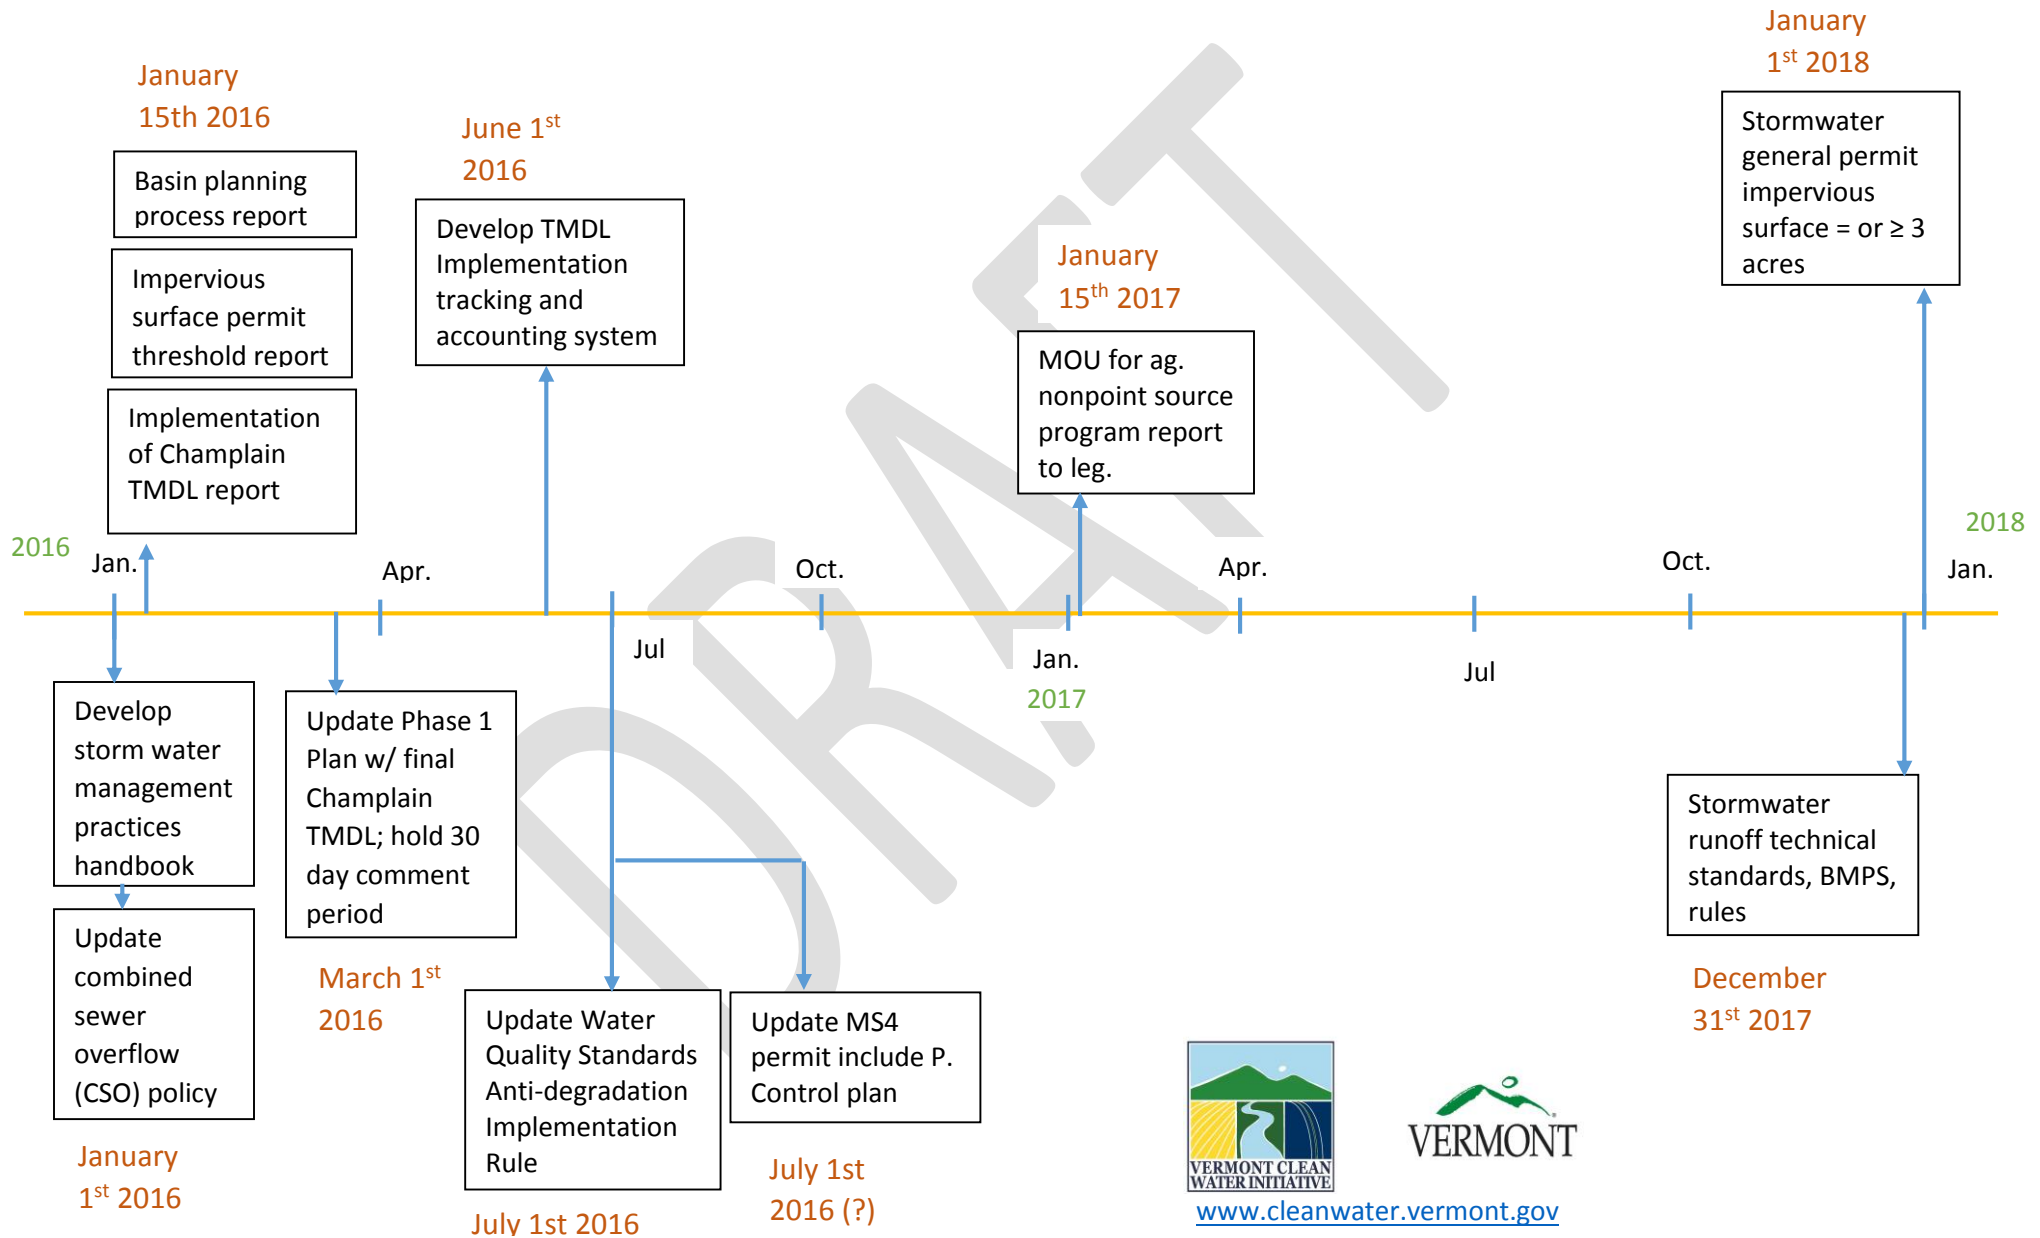 January
15th 2016
Basin planning
process report
Impervious
surface permit
threshold report
Implementation
of Champlain
TMDL report
June 1st
2016
Develop TMDL
Implementation
tracking and
accounting system
January
15th 2017
MOU for ag.
nonpoint source
program report
to leg.
January
1st 2018
Stormwater
general permit
impervious
surface = or ≥ 3
acres
2016
Jan.
Apr.
Jul
Oct.
Jan.
2017
Apr.
Jul
Oct.
Jan.
2018
Develop
storm water
management
practices
handbook
Update
combined
sewer
overflow
(CSO) policy
January
1st 2016
Update Phase 1
Plan w/ final
Champlain
TMDL; hold 30
day comment
period
March 1st
2016
Update Water
Quality Standards
Anti-degradation
Implementation
Rule
July 1st 2016
Update MS4
permit include P.
Control plan
July 1st
2016 (?)
Stormwater
runoff technical
standards, BMPS,
rules
December
31st 2017
VERMONT CLEAN
WATER INITIATIVE
VERMONT
www.cleanwater.vermont.gov
DRAFT